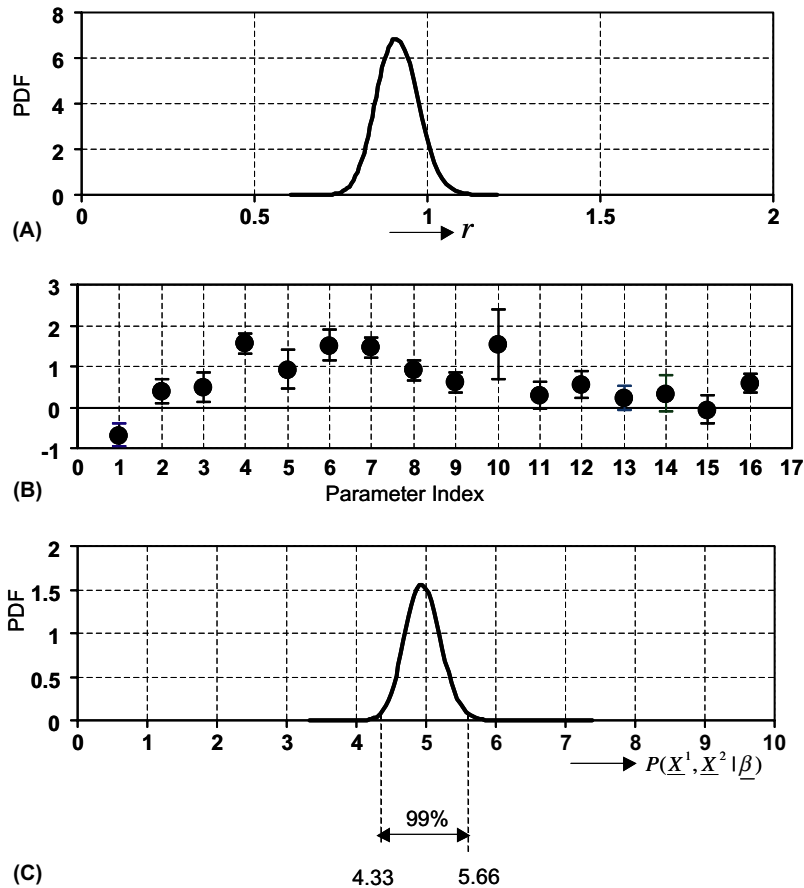 8
6
4
2
0
PDF
0 0.5 1 1.5 2
(A)
r
3
2
1
0
-1
0 1 2 3 4 5 6 7 8 9 10 11 12 13 14 15 16 17
(B)
Parameter Index
2
1.5
1
0.5
0
PDF
0 1 2 3 4 5 6 7 8 9 10
P(X¹,X²|β)
99%
(C)
4.33 5.66